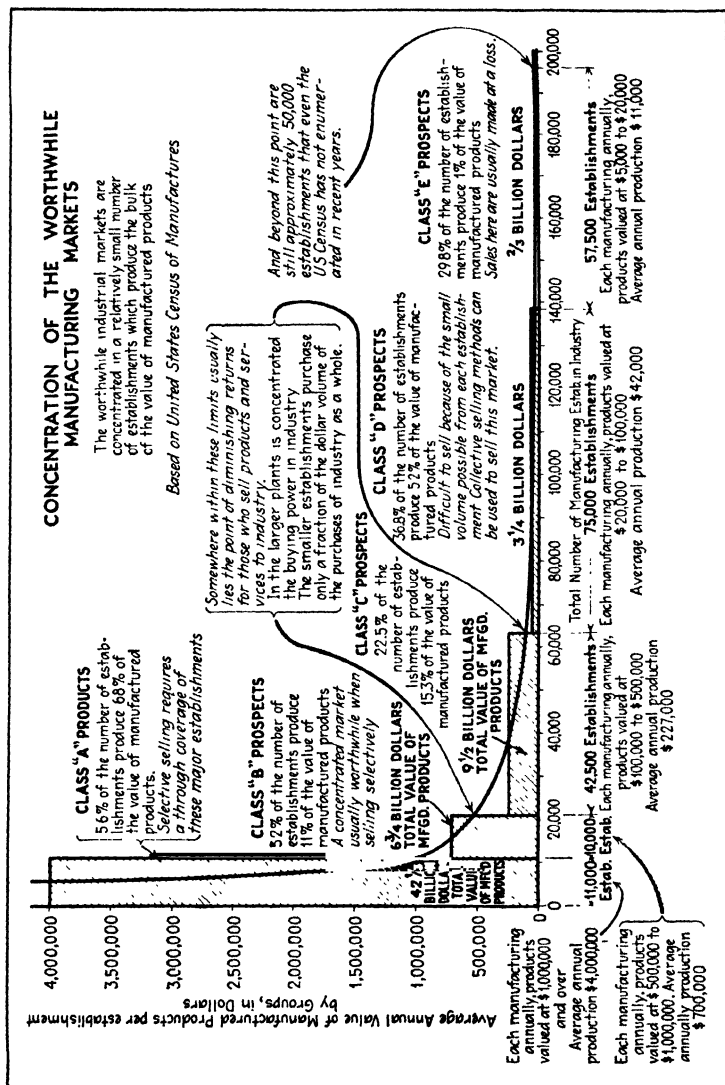 CONCENTRATION OF THE WORTHWHILE
MANUFACTURING MARKETS
The worthwhile industrial markets are
concentrated in a relatively small number
of establishments which produce the bulk
of the value of manufactured products
Based on United States Census of Manufactures
Average Annual Value of Manufactured Products per establishment
by Groups, in Dollars
4,000,000
3,500,000
3,000,000
2,500,000
2,000,000
1,500,000
1,000,000
500,000
0
CLASS "A" PRODUCTS
5.6% of the number of estab-
lishments produce 68% of
the value of manufactured
products.
Selective selling requires
a through coverage of
these major establishments
CLASS "B" PROSPECTS
5.2% of the number of
establishments produce
11% of the value of
manufactured products
A concentrated market
usually worthwhile when
selling selectively
Somewhere within these limits usually
lies the point of diminishing returns
for those who sell products and ser-
vices to industry.
In the larger plants is concentrated
the buying power in industry
The smaller establishments purchase
only a fraction of the dollar volume of
the purchases of industry as a whole.
And beyond this point are
still approximately 50,000
establishments that even the
US Census has not enumer-
ated in recent years.
CLASS "C" PROSPECTS
22.5% of the
number of estab-
lishments produce
15.3% of the value of
manufactured products
CLASS "D" PROSPECTS
36.8% of the number of establishments
produce 5.2% of the value of manufac-
tured products
Difficult to sell because of the small
volume possible from each establish-
ment Collective selling methods can
be used to sell this market.
CLASS "E" PROSPECTS
29.8% of the number of establish-
ments produce 1% of the value of
manufactured products
Sales here are usually made at a loss.
TOTAL
VALUE
OF MF'D
PRODUCTS
6 3/4 BILLION DOLLARS
TOTAL VALUE OF
MFGD. PRODUCTS
9 1/2 BILLION DOLLARS
TOTAL VALUE OF MFGD.
PRODUCTS
3 1/4 BILLION DOLLARS
2/3 BILLION DOLLARS
0 20,000 40,000 60,000 80,000 100,000 120,000 140,000 160,000 180,000 200,000
Total Number of Manufacturing Estab. in Industry
11,000 Estab.
10,000 Estab.
42,500 Establishments
75,000 Establishments
57,500 Establishments
Each manufacturing
annually, products
valued at $1,000,000
and over
Average annual
production $4,000,000
Each manufacturing
annually, products
valued at $500,000 to
$1,000,000. Average
annually production
$700,000
Each manufacturing annually,
products valued at
$100,000 to $500,000
Average annual production
$227,000
Each manufacturing annually, products valued at
$20,000 to $100,000
Average annual production $42,000
Each manufacturing annually,
products valued at $5,000 to $20,000
Average annual production $11,000